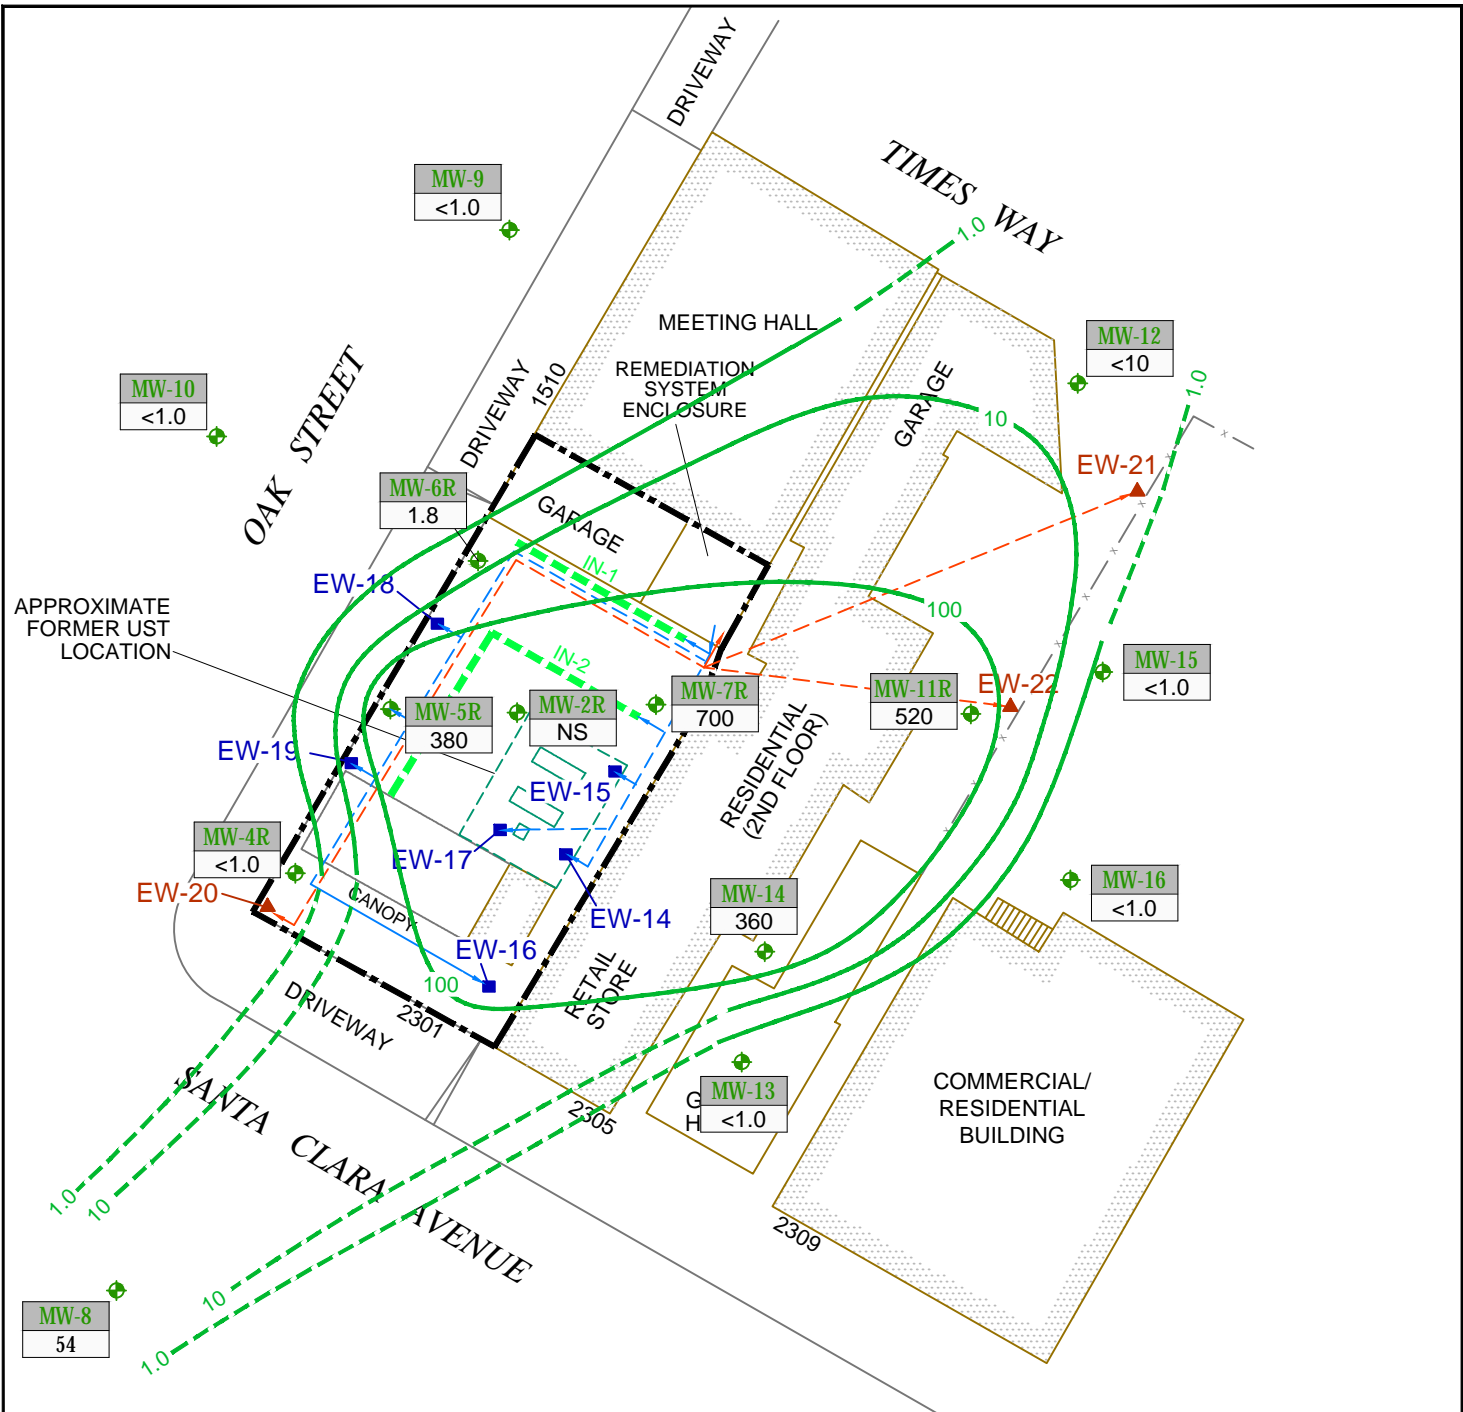 DRIVEWAY
TIMES WAY
MW-9
<1.0
1.0
MEETING HALL
MW-12
<10
REMEDIATION
SYSTEM
ENCLOSURE
GARAGE
1.0
MW-10
<1.0
OAK STREET
DRIVEWAY
1510
10
EW-21
MW-6R
1.8
GARAGE
IN-1
EW-18
APPROXIMATE
FORMER UST
LOCATION
100
IN-2
MW-15
<1.0
MW-5R
380
MW-2R
NS
MW-7R
700
MW-11R
520
EW-22
EW-19
RESIDENTIAL
(2ND FLOOR)
EW-15
MW-4R
<1.0
EW-17
EW-20
CANOPY
EW-14
MW-14
360
MW-16
<1.0
EW-16
100
RETAIL
STORE
DRIVEWAY
2301
SANTA CLARA AVENUE
2305
G
H
MW-13
<1.0
COMMERCIAL/
RESIDENTIAL
BUILDING
1.0
10
2309
10
1.0
MW-8
54